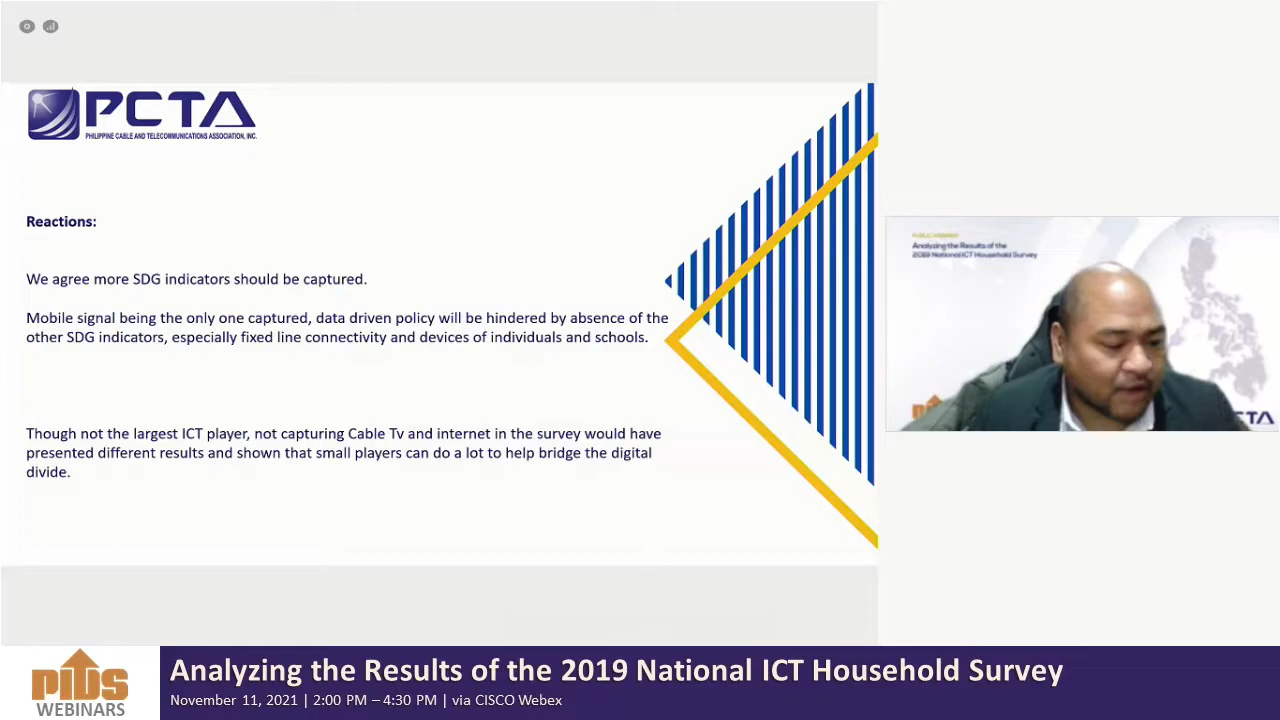 PCTA
PHILIPPINE CABLE AND TELECOMMUNICATIONS ASSOCIATION, INC.
Reactions:
We agree more SDG indicators should be captured.
Mobile signal being the only one captured, data driven policy will be hindered by absence of the
other SDG indicators, especially fixed line connectivity and devices of individuals and schools.
Though not the largest ICT player, not capturing Cable Tv and internet in the survey would have
presented different results and shown that small players can do a lot to help bridge the digital
divide.
PUBLIC WEBINAR
Analyzing the Results of the
2019 National ICT Household Survey
CTA
pids
WEBINARS
Analyzing the Results of the 2019 National ICT Household Survey
November 11, 2021 | 2:00 PM – 4:30 PM | via CISCO Webex